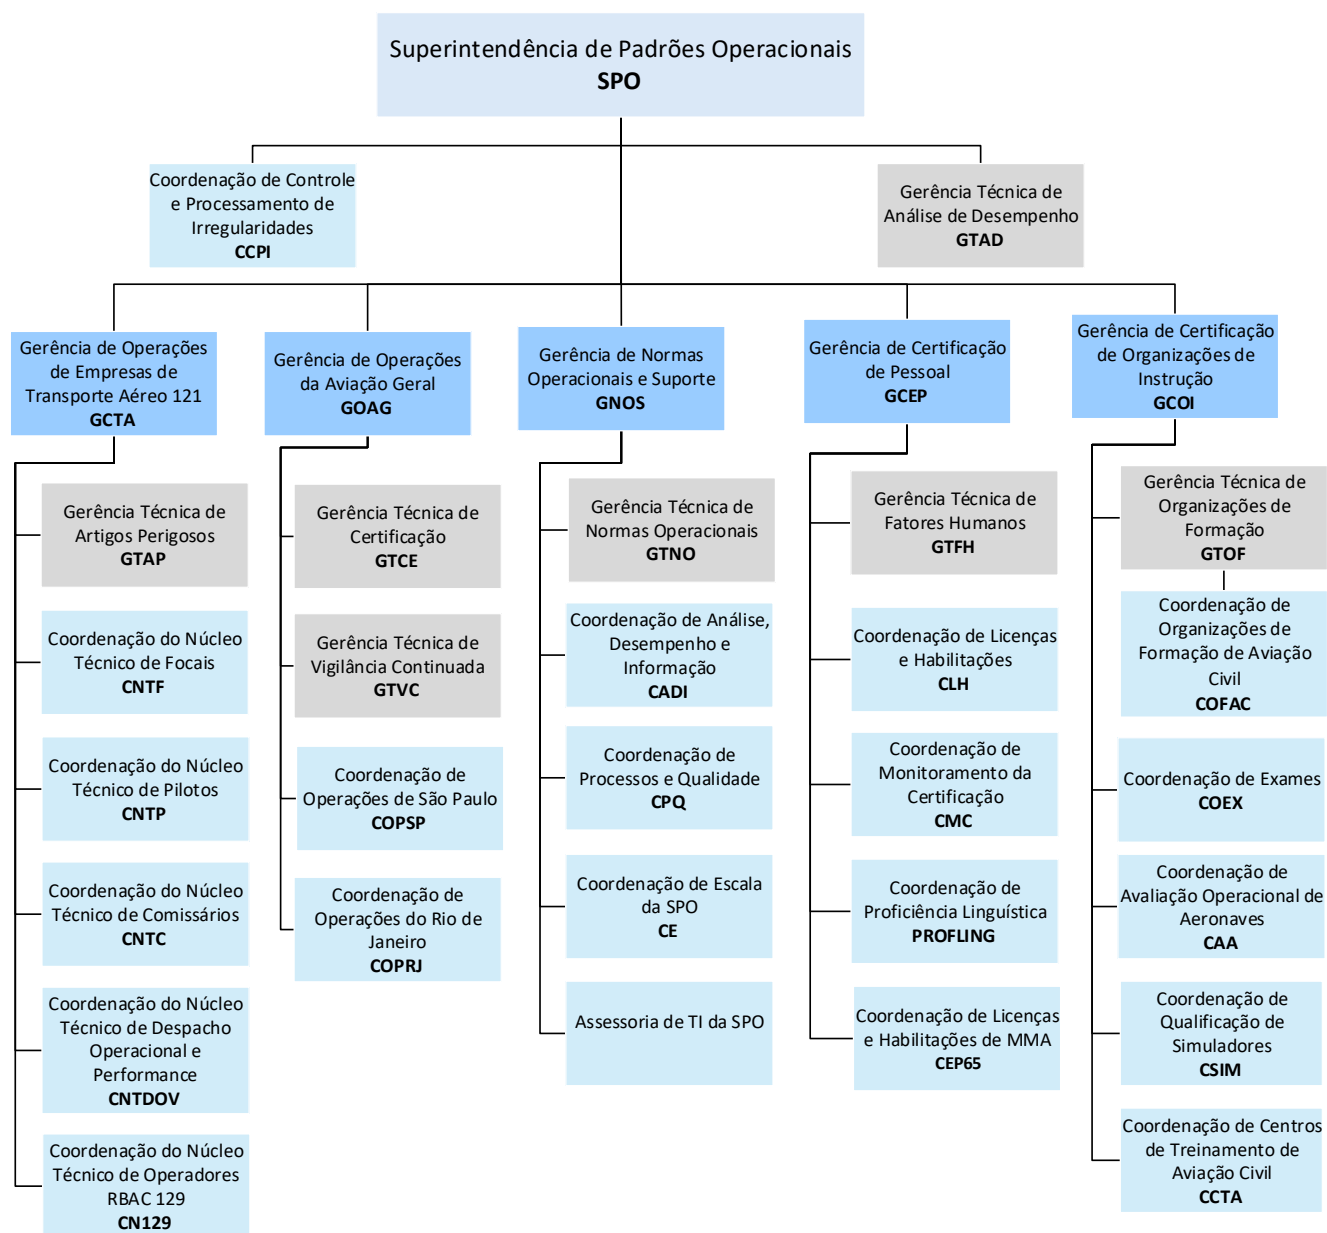 Superintendência de Padrões Operacionais
SPO
Coordenação de Controle
e Processamento de
Irregularidades
CCPI
Gerência Técnica de
Análise de Desempenho
GTAD
Gerência de Operações
de Empresas de
Transporte Aéreo 121
GCTA
Gerência de Operações
da Aviação Geral
GOAG
Gerência de Normas
Operacionais e Suporte
GNOS
Gerência de Certificação
de Pessoal
GCEP
Gerência de Certificação
de Organizações de
Instrução
GCOI
Gerência Técnica de
Artigos Perigosos
GTAP
Coordenação do Núcleo
Técnico de Focais
CNTF
Coordenação do Núcleo
Técnico de Pilotos
CNTP
Coordenação do Núcleo
Técnico de Comissários
CNTC
Coordenação do Núcleo
Técnico de Despacho
Operacional e
Performance
CNTDOV
Coordenação do Núcleo
Técnico de Operadores
RBAC 129
CN129
Gerência Técnica de
Certificação
GTCE
Gerência Técnica de
Vigilância Continuada
GTVC
Coordenação de
Operações de São Paulo
COPSP
Coordenação de
Operações do Rio de
Janeiro
COPRJ
Gerência Técnica de
Normas Operacionais
GTNO
Coordenação de Análise,
Desempenho e
Informação
CADI
Coordenação de
Processos e Qualidade
CPQ
Coordenação de Escala
da SPO
CE
Assessoria de TI da SPO
Gerência Técnica de
Fatores Humanos
GTFH
Coordenação de Licenças
e Habilitações
CLH
Coordenação de
Monitoramento da
Certificação
CMC
Coordenação de
Proficiência Linguística
PROFLING
Coordenação de Licenças
e Habilitações de MMA
CEP65
Gerência Técnica de
Organizações de
Formação
GTOF
Coordenação de
Organizações de
Formação de Aviação
Civil
COFAC
Coordenação de Exames
COEX
Coordenação de
Avaliação Operacional de
Aeronaves
CAA
Coordenação de
Qualificação de
Simuladores
CSIM
Coordenação de Centros
de Treinamento de
Aviação Civil
CCTA